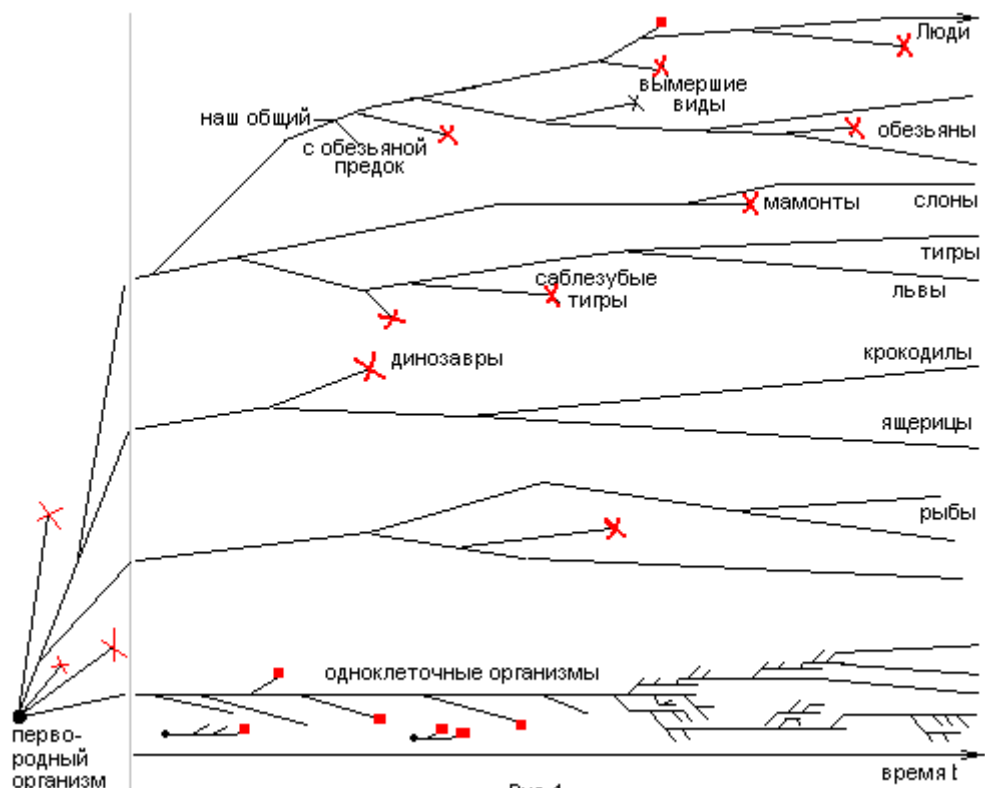 Люди
вымершие
виды
наш общий
с обезьяной
предок
обезьяны
мамонты
слоны
тигры
саблезубые
тигры
львы
динозавры
крокодилы
ящерицы
рыбы
одноклеточные организмы
перво-
родный
организм
время t